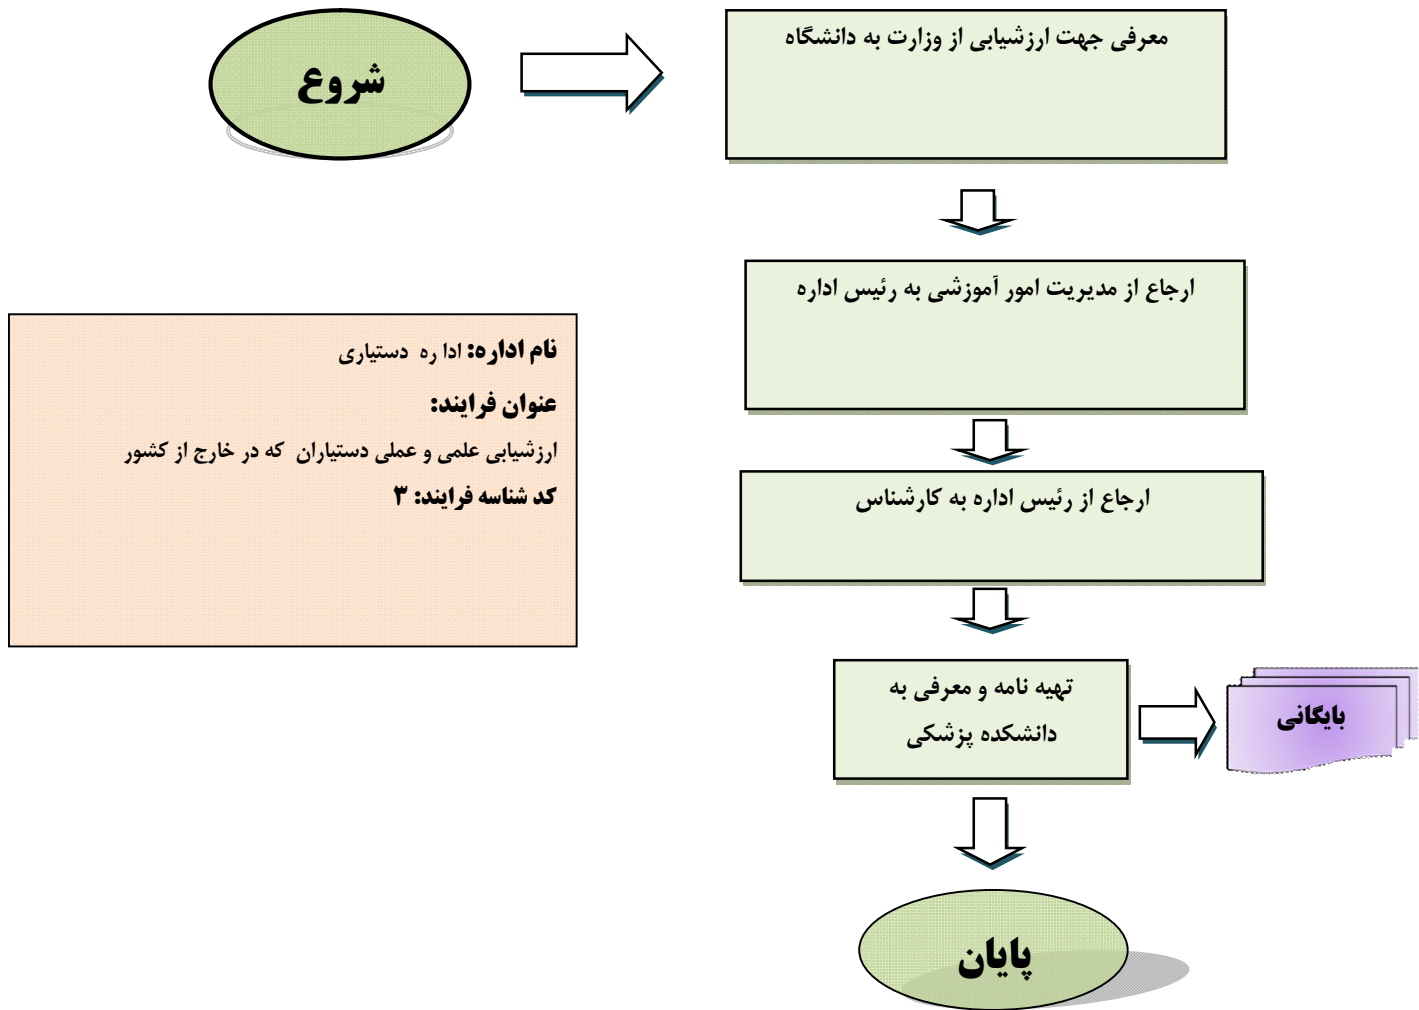 شروع
معرفی جهت ارزشیابی از وزارت به دانشگاه
ارجاع از مدیریت امور آموزشی به رئیس اداره
نام اداره: ادا ره دستیاری
عنوان فرایند:
ارزشیابی علمی و عملی دستیاران که در خارج از کشور
کد شناسه فرایند: ۳
ارجاع از رئیس اداره به کارشناس
تهیه نامه و معرفی به
دانشکده پزشکی
بایگانی
پایان